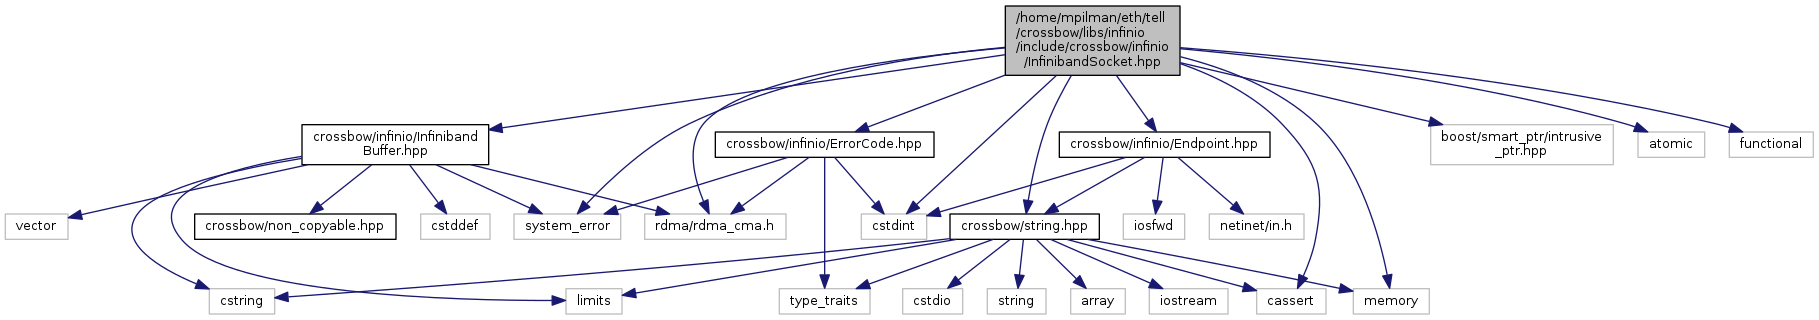 /home/mpilman/eth/tell
/crossbow/libs/infinio
/include/crossbow/infinio
/InfinibandSocket.hpp
crossbow/infinio/Infiniband
Buffer.hpp
crossbow/infinio/ErrorCode.hpp
crossbow/infinio/Endpoint.hpp
boost/smart_ptr/intrusive
_ptr.hpp
atomic
functional
vector
crossbow/non_copyable.hpp
cstddef
system_error
rdma/rdma_cma.h
cstdint
crossbow/string.hpp
iosfwd
netinet/in.h
cstring
limits
type_traits
cstdio
string
array
iostream
cassert
memory